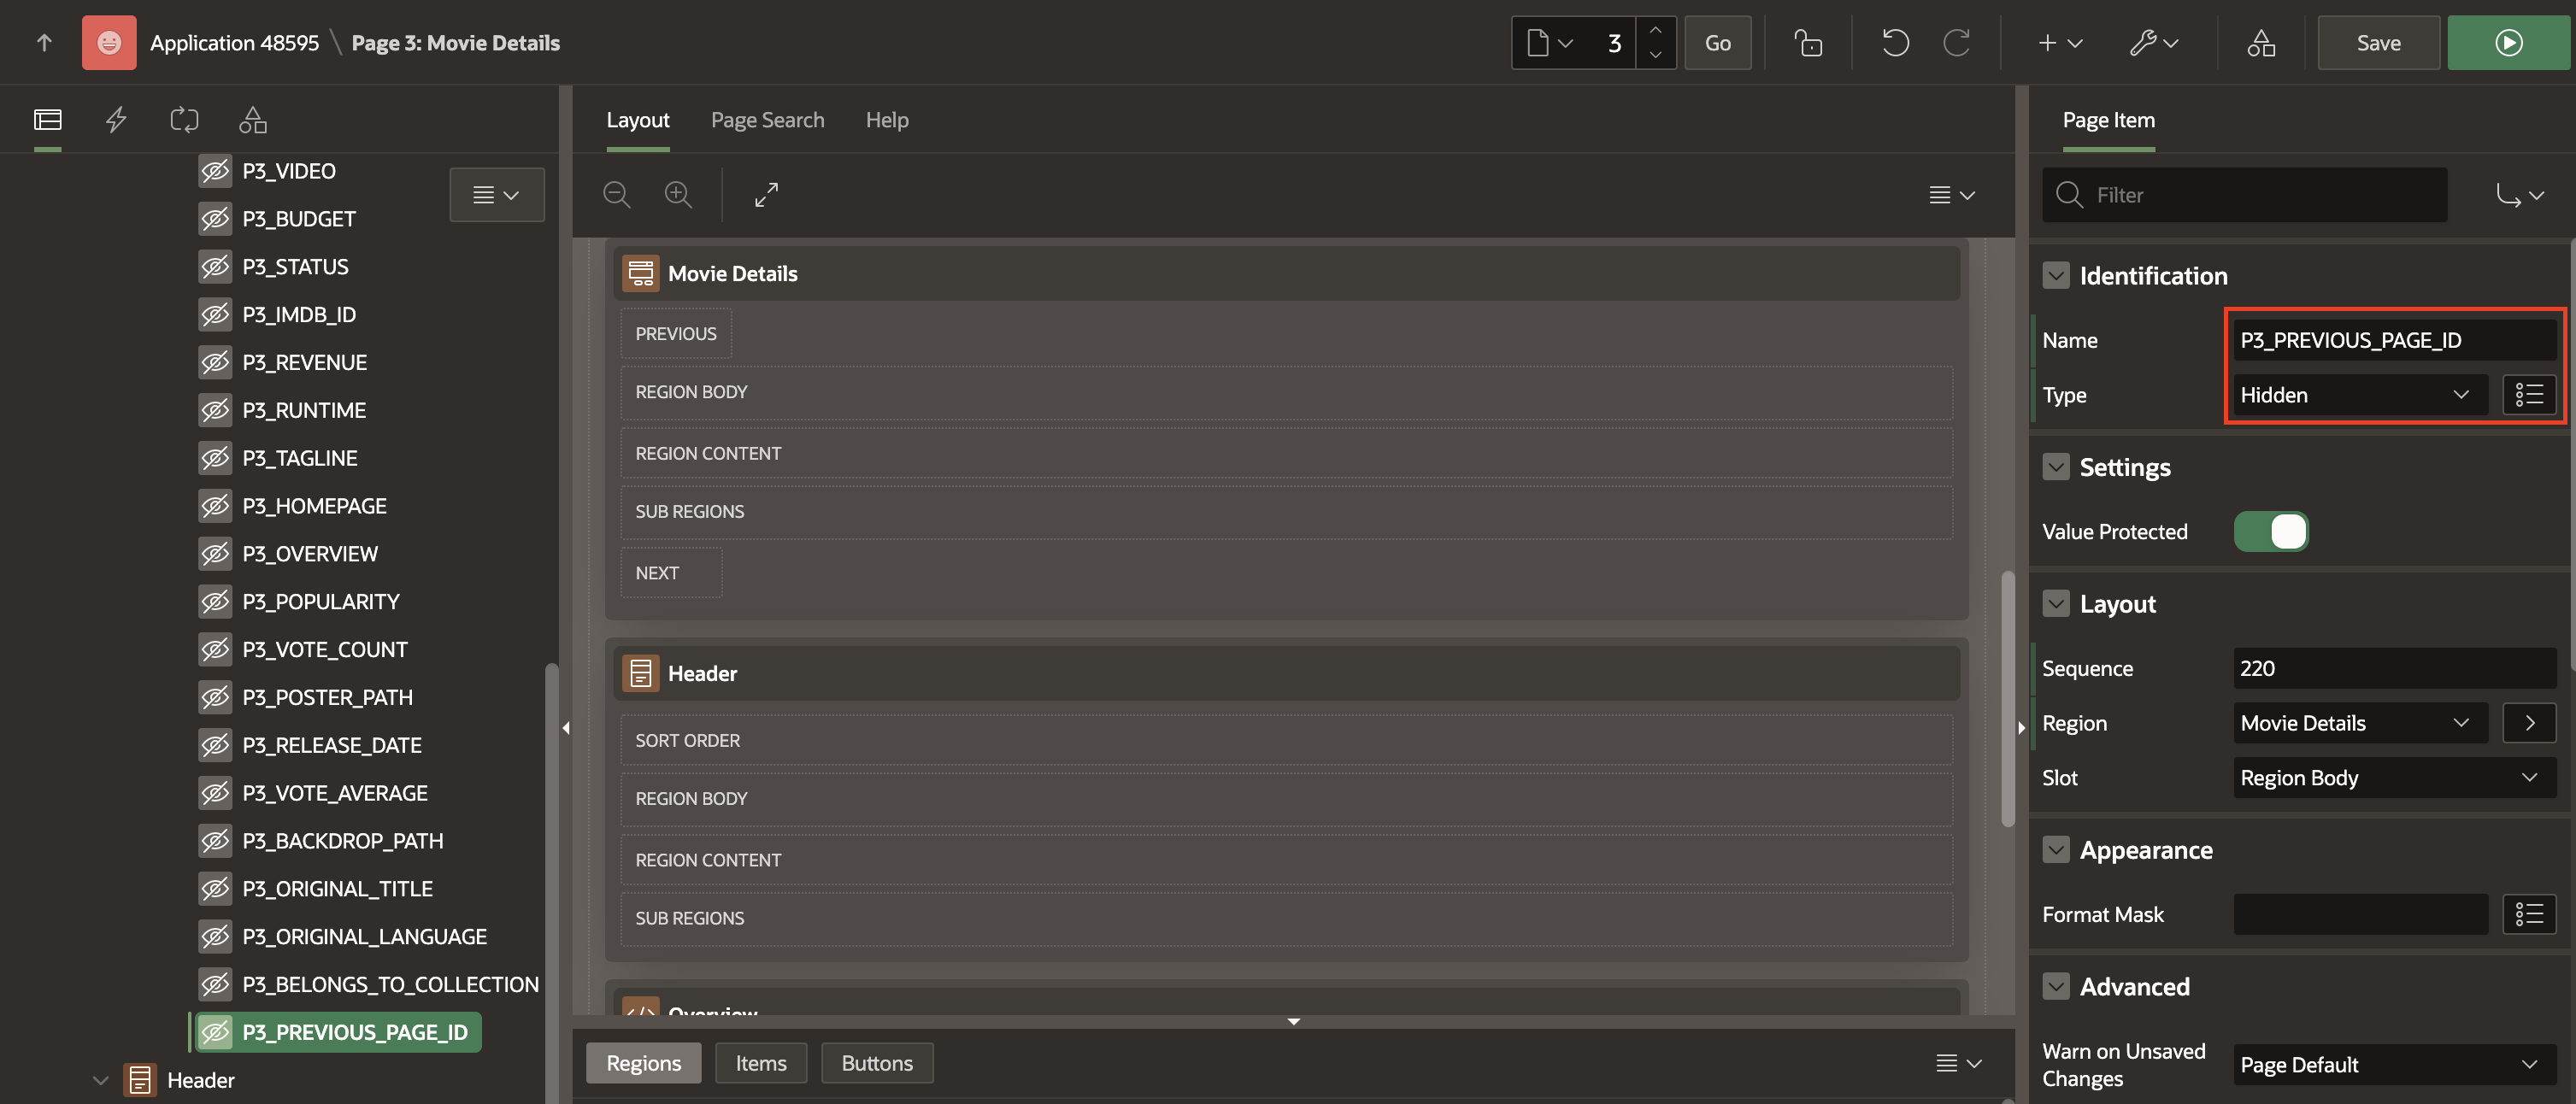 Application 48595 \ Page 3: Movie Details
3
Go
Save
P3_VIDEO
P3_BUDGET
P3_STATUS
P3_IMDB_ID
P3_REVENUE
P3_RUNTIME
P3_TAGLINE
P3_HOMEPAGE
P3_OVERVIEW
P3_POPULARITY
P3_VOTE_COUNT
P3_POSTER_PATH
P3_RELEASE_DATE
P3_VOTE_AVERAGE
P3_BACKDROP_PATH
P3_ORIGINAL_TITLE
P3_ORIGINAL_LANGUAGE
P3_BELONGS_TO_COLLECTION
P3_PREVIOUS_PAGE_ID
Header
Layout
Page Search
Help
Movie Details
PREVIOUS
REGION BODY
REGION CONTENT
SUB REGIONS
NEXT
Header
SORT ORDER
REGION BODY
REGION CONTENT
SUB REGIONS
Overview
Regions
Items
Buttons
Page Item
Filter
Identification
Name
P3_PREVIOUS_PAGE_ID
Type
Hidden
Settings
Value Protected
Layout
Sequence
220
Region
Movie Details
Slot
Region Body
Appearance
Format Mask
Advanced
Warn on Unsaved
Changes
Page Default